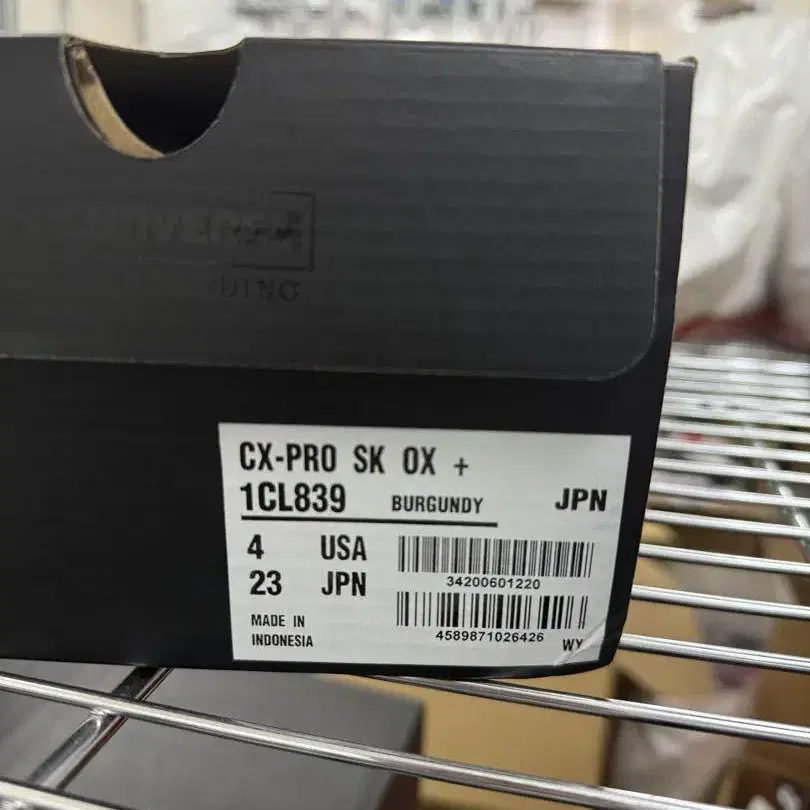 CX-PRO SK OX +
1CL839 BURGUNDY JPN
4 USA
23 JPN
34200601220
4589871026426
MADE IN
INDONESIA
WY